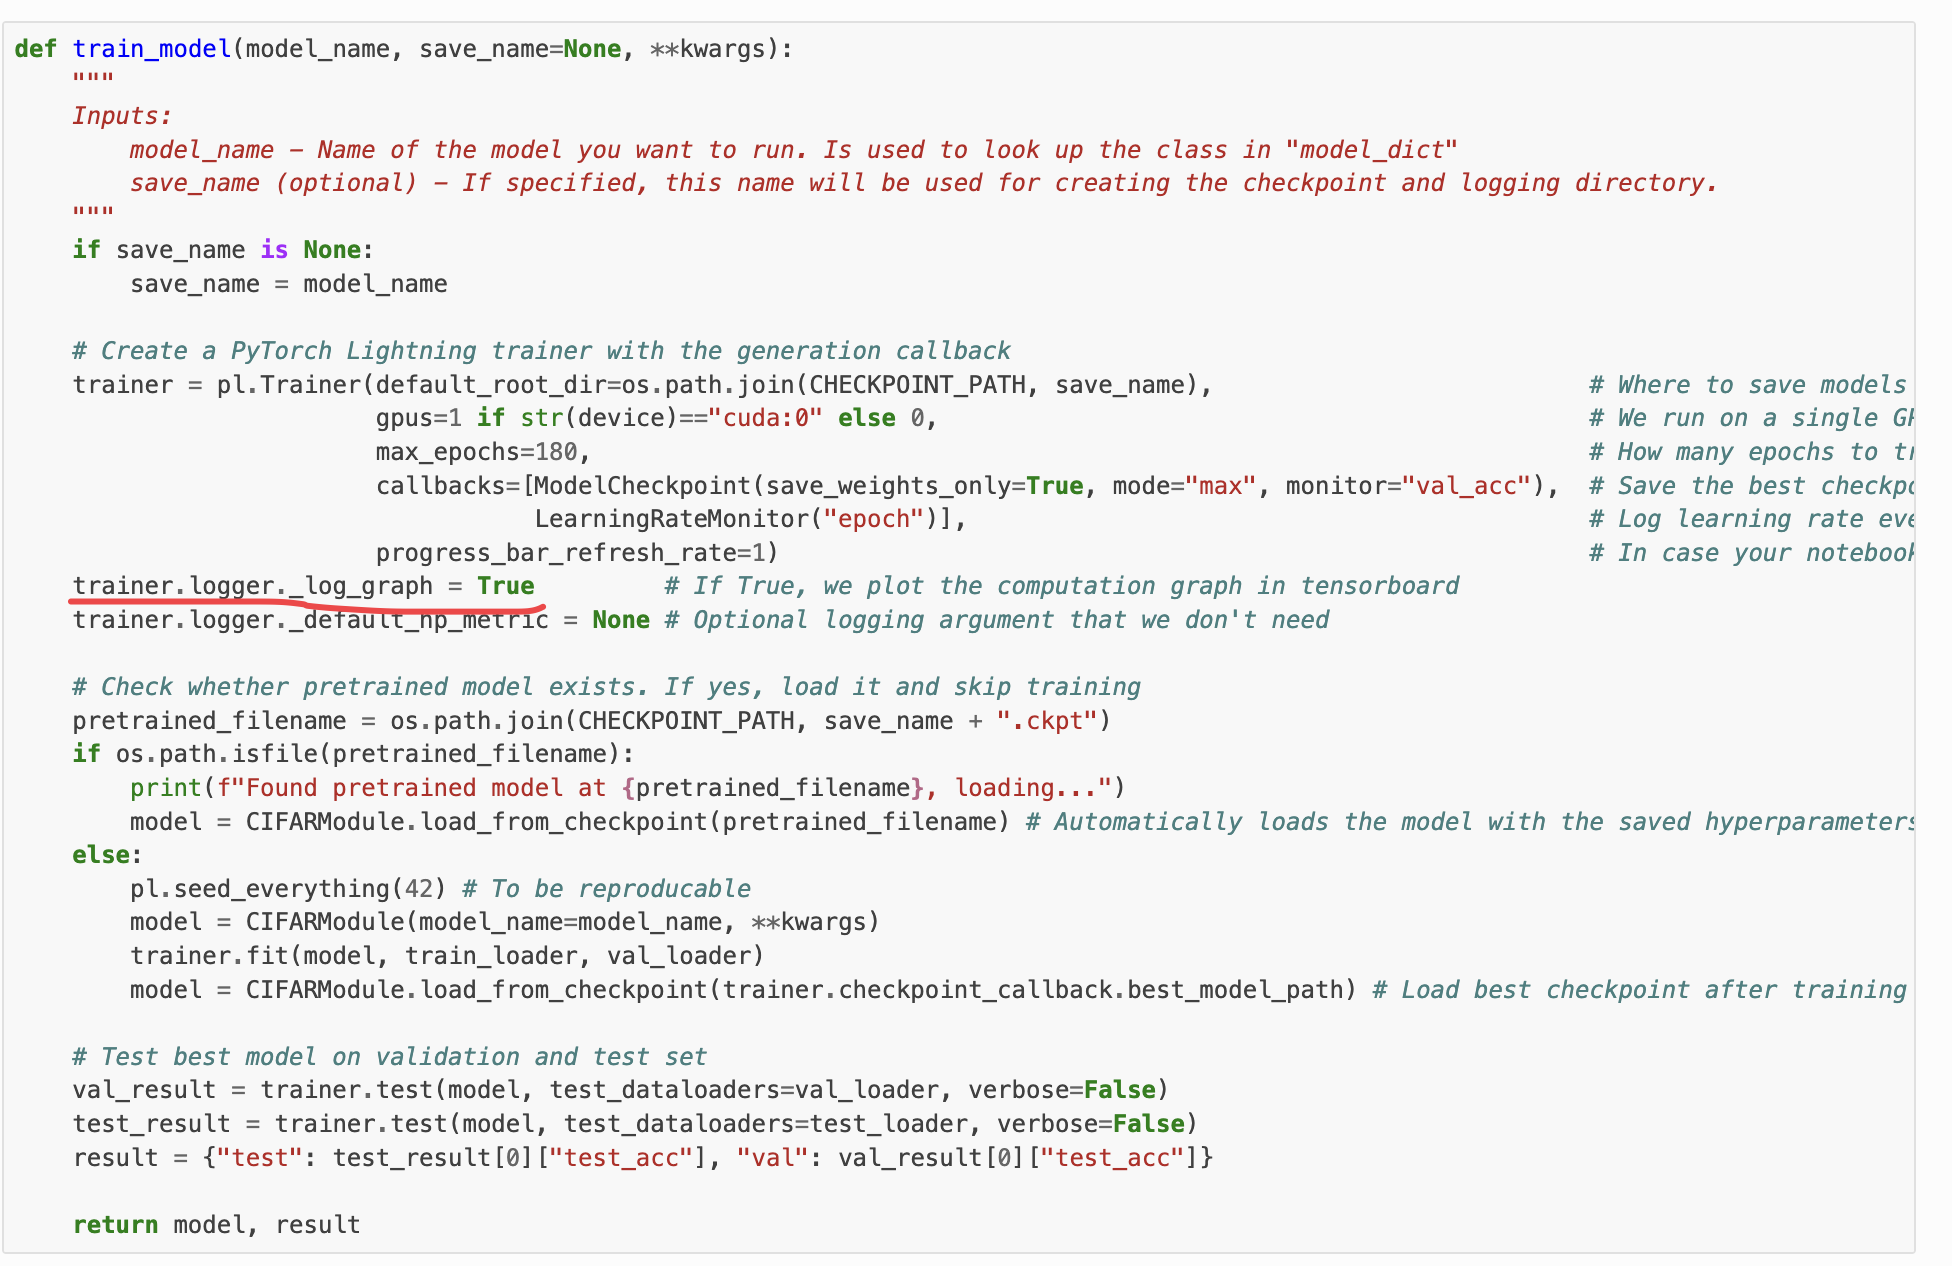 def train_model(model_name, save_name=None, **kwargs):
    """
    Inputs:
        model_name - Name of the model you want to run. Is used to look up the class in "model_dict"
        save_name (optional) - If specified, this name will be used for creating the checkpoint and logging directory.
    """
    if save_name is None:
        save_name = model_name

    # Create a PyTorch Lightning trainer with the generation callback
    trainer = pl.Trainer(default_root_dir=os.path.join(CHECKPOINT_PATH, save_name),                          # Where to save models
                         gpus=1 if str(device)=="cuda:0" else 0,                                             # We run on a single
                         max_epochs=180,                                                                     # How many epochs to
                         callbacks=[ModelCheckpoint(save_weights_only=True, mode="max", monitor="val_acc"),  # Save the best
                                    LearningRateMonitor("epoch")],                                           # Log learning rate
                         progress_bar_refresh_rate=1)                                                        # In case your notebook
    trainer.logger._log_graph = True         # If True, we plot the computation graph in tensorboard
    trainer.logger._default_hp_metric = None # Optional logging argument that we don't need

    # Check whether pretrained model exists. If yes, load it and skip training
    pretrained_filename = os.path.join(CHECKPOINT_PATH, save_name + ".ckpt")
    if os.path.isfile(pretrained_filename):
        print(f"Found pretrained model at {pretrained_filename}, loading...")
        model = CIFARModule.load_from_checkpoint(pretrained_filename) # Automatically loads the model with the saved hyperparameters
    else:
        pl.seed_everything(42) # To be reproducable
        model = CIFARModule(model_name=model_name, **kwargs)
        trainer.fit(model, train_loader, val_loader)
        model = CIFARModule.load_from_checkpoint(trainer.checkpoint_callback.best_model_path) # Load best checkpoint after training

    # Test best model on validation and test set
    val_result = trainer.test(model, test_dataloaders=val_loader, verbose=False)
    test_result = trainer.test(model, test_dataloaders=test_loader, verbose=False)
    result = {"test": test_result[0]["test_acc"], "val": val_result[0]["test_acc"]}

    return model, result